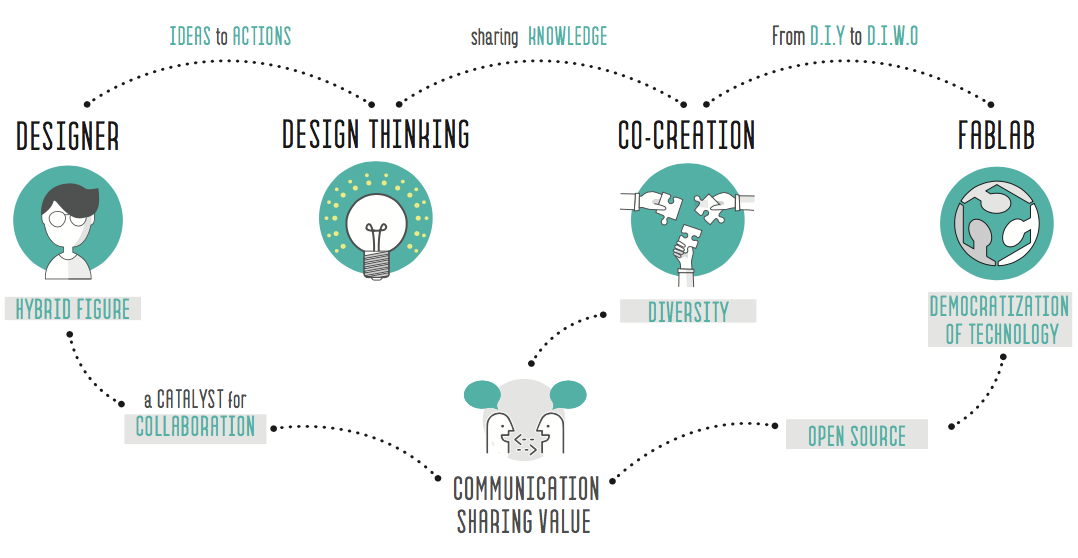 IDEAS to ACTIONS
sharing KNOWLEDGE
From D.I.Y to D.I.W.O
DESIGNER
DESIGN THINKING
CO-CREATION
FABLAB
HYBRID FIGURE
DIVERSITY
DEMOCRATIZATION
OF TECHNOLOGY
a CATALYST for
COLLABORATION
OPEN SOURCE
COMMUNICATION
SHARING VALUE